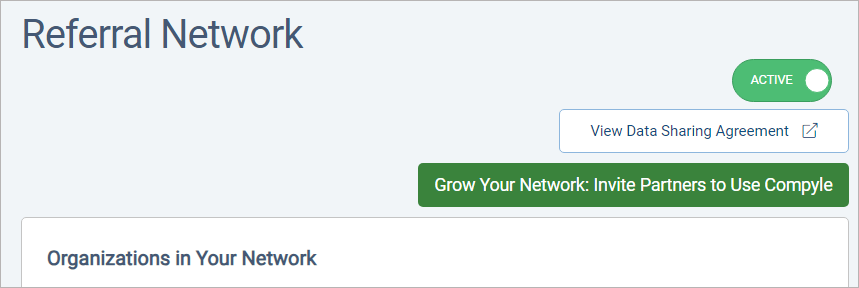 Referral Network
ACTIVE
View Data Sharing Agreement
Grow Your Network: Invite Partners to Use Compyle
Organizations in Your Network